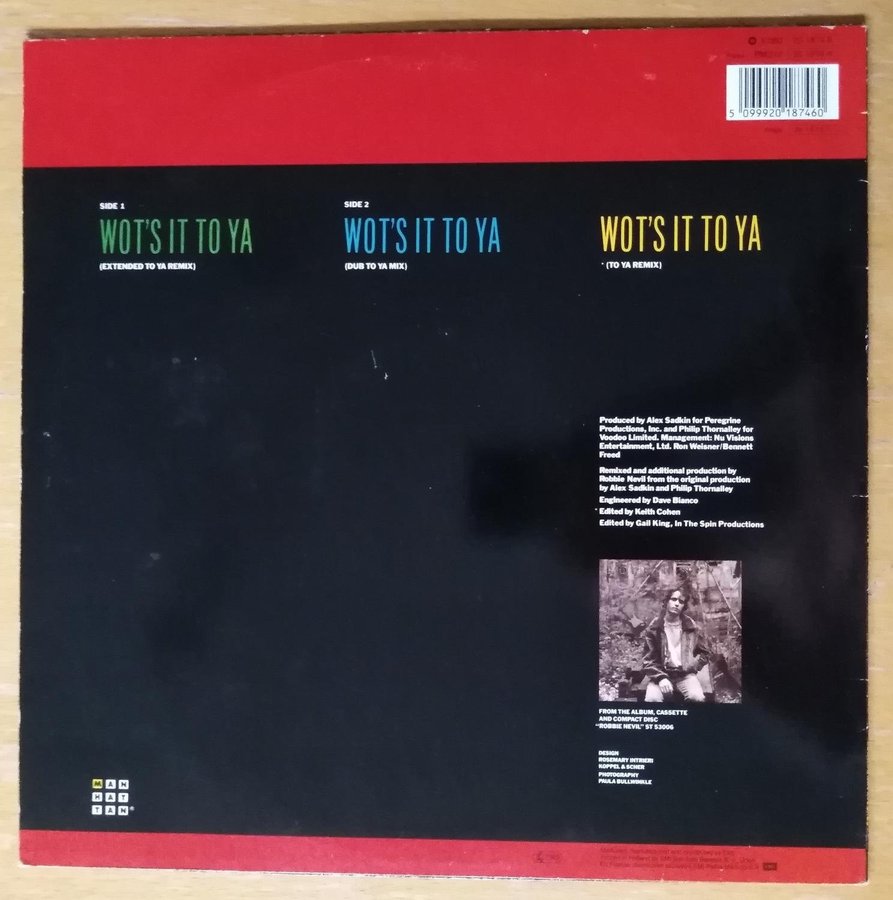 5 099920 187460
SIDE 1
WOT'S IT TO YA
(EXTENDED TO YA REMIX)
SIDE 2
WOT'S IT TO YA
(DUB TO YA MIX)
WOT'S IT TO YA
• (TO YA REMIX)
Produced by Alex Sadkin for Peregrine
Productions, Inc. and Philip Thornalley for
Voodoo Limited. Management: Nu Visions
Entertainment, Ltd. Ron Weisner/Bennett
Freed
Remixed and additional production by
Robbie Nevil from the original production
by Alex Sadkin and Philip Thornalley
Engineered by Dave Bianco
• Edited by Keith Cohen
Edited by Gail King, In The Spin Productions
FROM THE ALBUM, CASSETTE
AND COMPACT DISC
"ROBBIE NEVIL" ST 53006
DESIGN
ROSEMARY INTRIERI
KOPPEL & SCHER
PHOTOGRAPHY
PAULA BULLWINKLE
MAN
HAT
TAN®